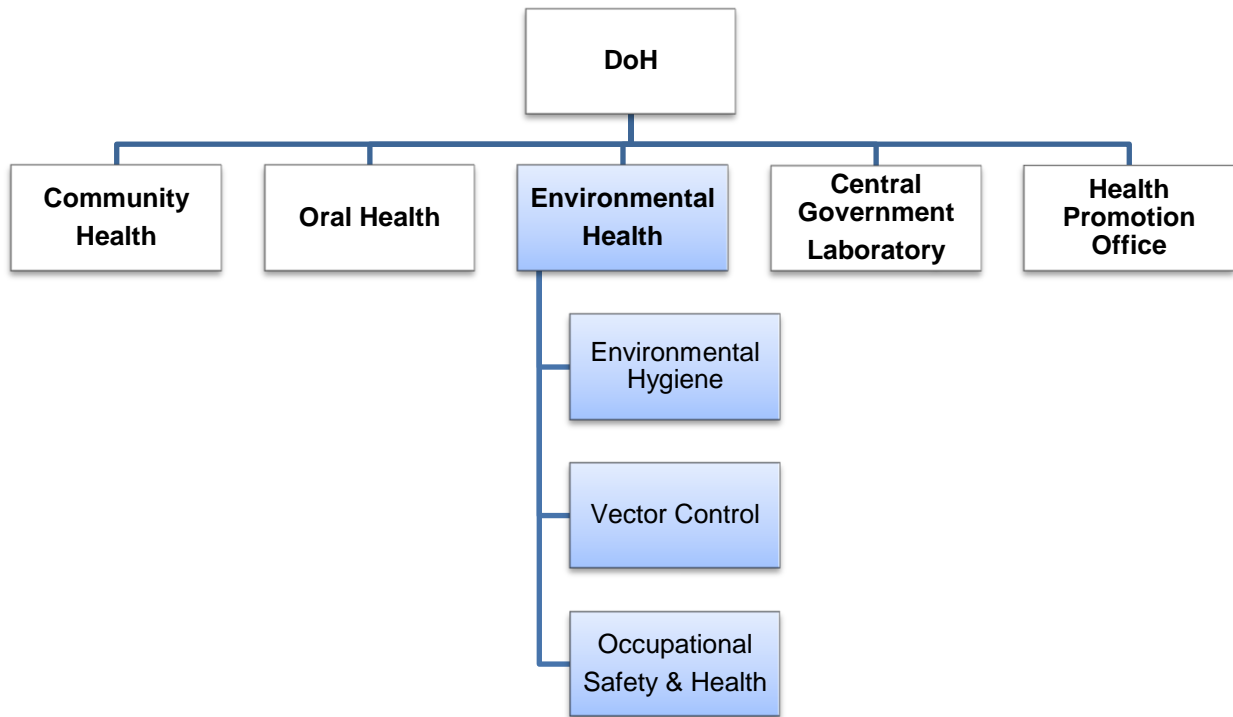 DoH
Community
Health
Oral Health
Environmental
Health
Central
Government
Laboratory
Health
Promotion
Office
Environmental
Hygiene
Vector Control
Occupational
Safety & Health